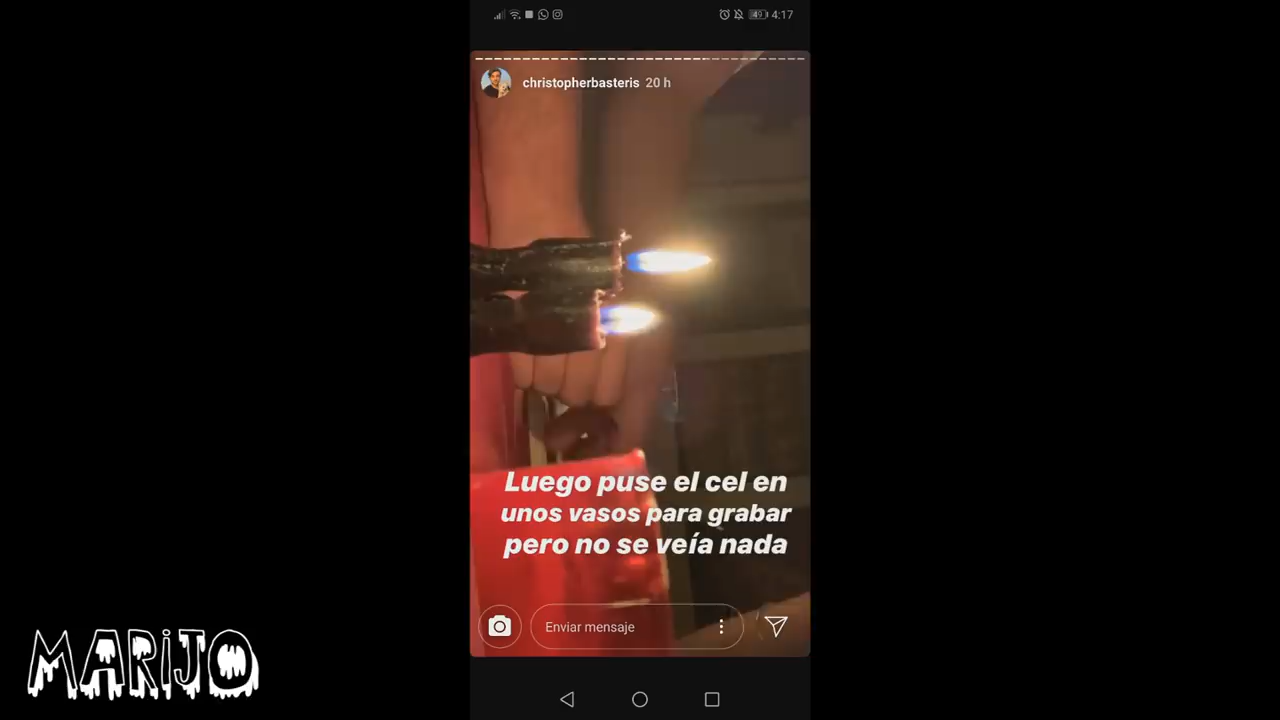 49 4:17
christopherbasteris 20 h
Luego puse el cel en
unos vasos para grabar
pero no se veía nada
Enviar mensaje
MARiJO